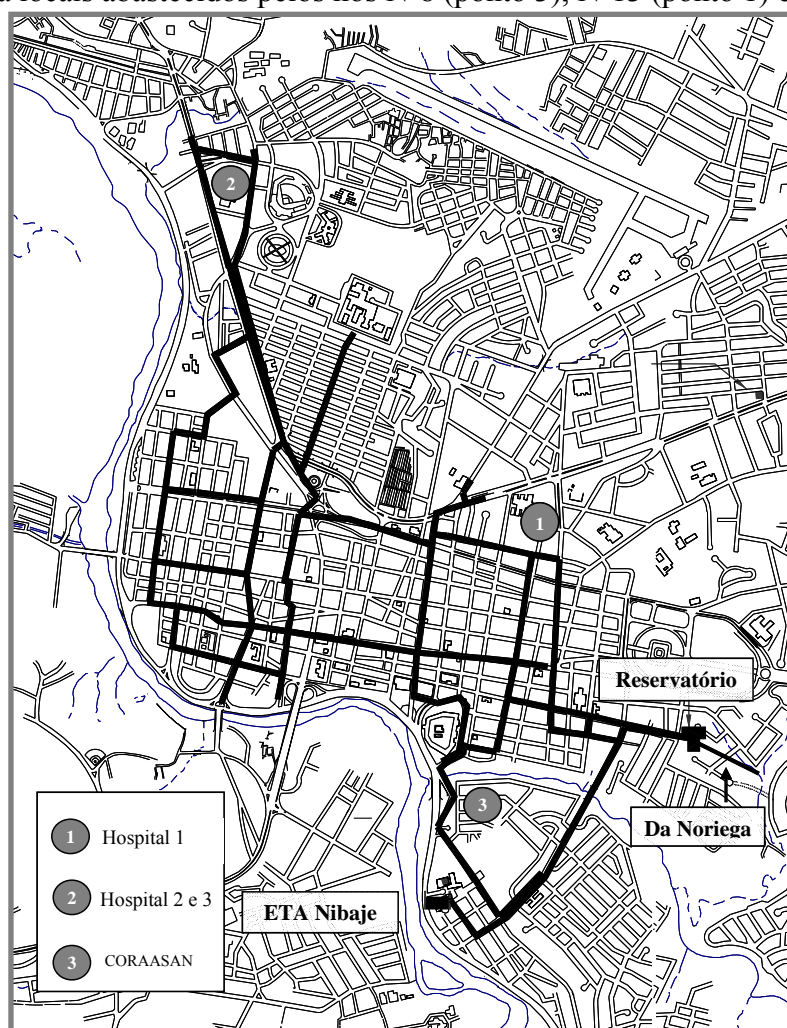 a locais abastecidos pelos nós N-8 (ponto 3), N-13 (ponto 1) e
2
1
Reservatório
3
Da Noriega
1 Hospital 1
2 Hospital 2 e 3
3 CORAASAN
ETA Nibaje